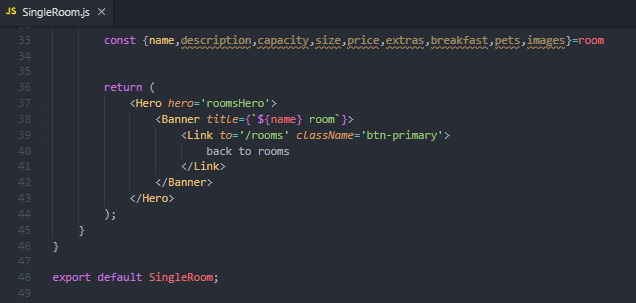 JS SingleRoom.js ×
33 const {name,description,capacity,size,price,extras,breakfast,pets,images}=room
34
35
36 return (
37 <Hero hero='roomsHero'>
38 <Banner title={`${name} room`}>
39 <Link to='/rooms' className='btn-primary'>
40 back to rooms
41 </Link>
42 </Banner>
43 </Hero>
44 );
45 }
46 }
47
48 export default SingleRoom;
49